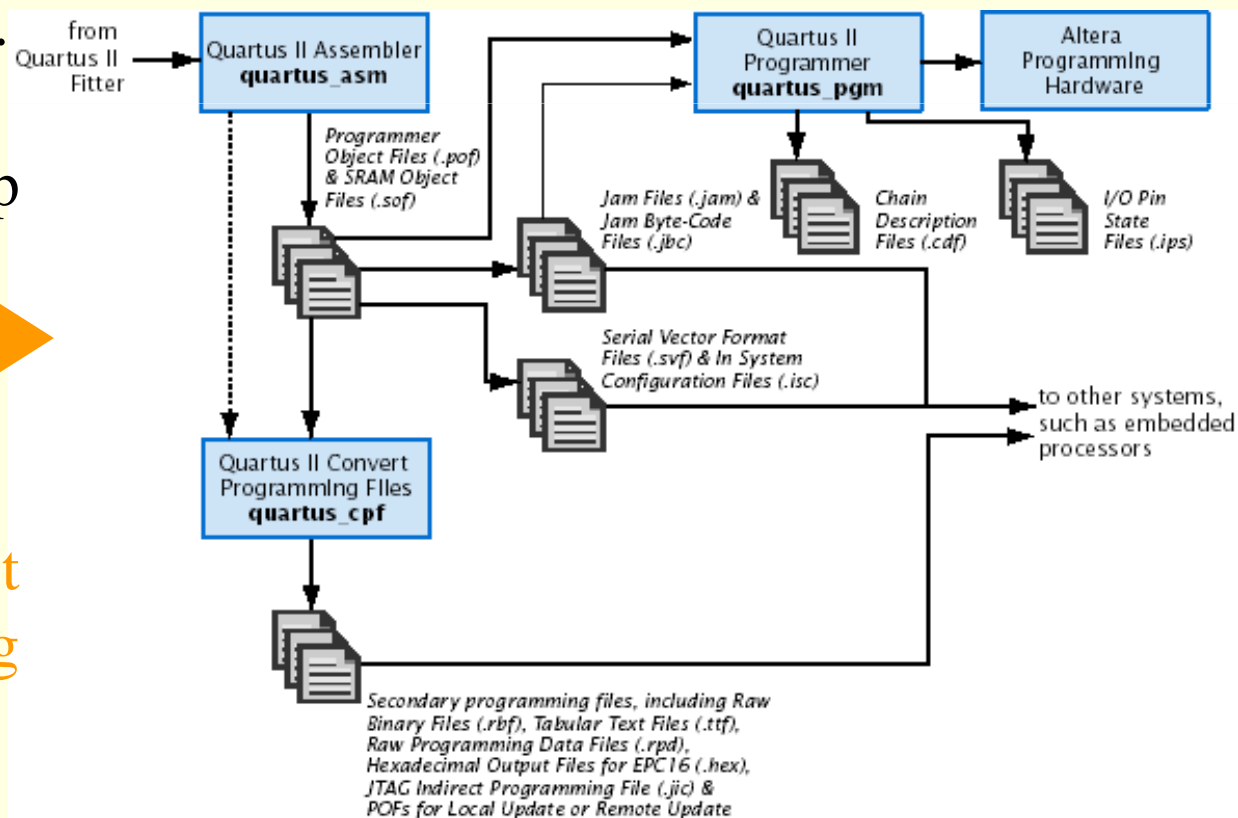 .
from
Quartus II
Fitter
Quartus II Assembler
quartus_asm
Quartus II
Programmer
quartus_pgm
Altera
Programming
Hardware
Programmer
Object Files (.pof)
& SRAM Object
Files (.sof)
p
Jam Files (.jam) &
Jam Byte-Code
Files (.jbc)
Chain
Description
Files (.cdf)
I/O Pin
State
Files (.ips)
Serial Vector Format
Files (.svf) & In System
Configuration Files (.isc)
to other systems,
such as embedded
processors
Quartus II Convert
Programming Files
quartus_cpf
t
g
Secondary programming files, including Raw
Binary Files (.rbf), Tabular Text Files (.ttf),
Raw Programming Data Files (.rpd),
Hexadecimal Output Files for EPC16 (.hex),
JTAG Indirect Programming File (.jic) &
POFs for Local Update or Remote Update